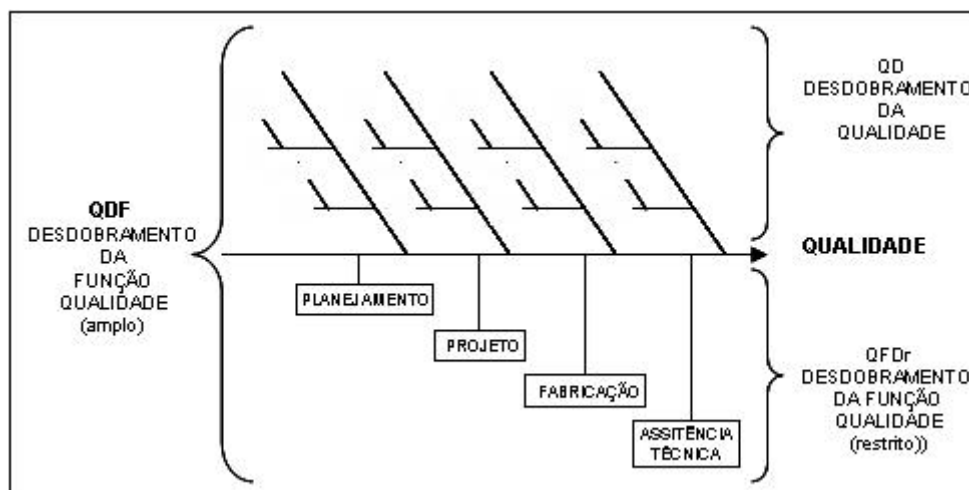 QDF
DESDOBRAMENTO
DA
FUNÇÃO
QUALIDADE
(amplo)
QD
DESDOBRAMENTO
DA
QUALIDADE
QUALIDADE
PLANEJAMENTO
PROJETO
FABRICAÇÃO
ASSITÊNCIA
TÉCNICA
QFDr
DESDOBRAMENTO
DA FUNÇÃO
QUALIDADE
(restrito))